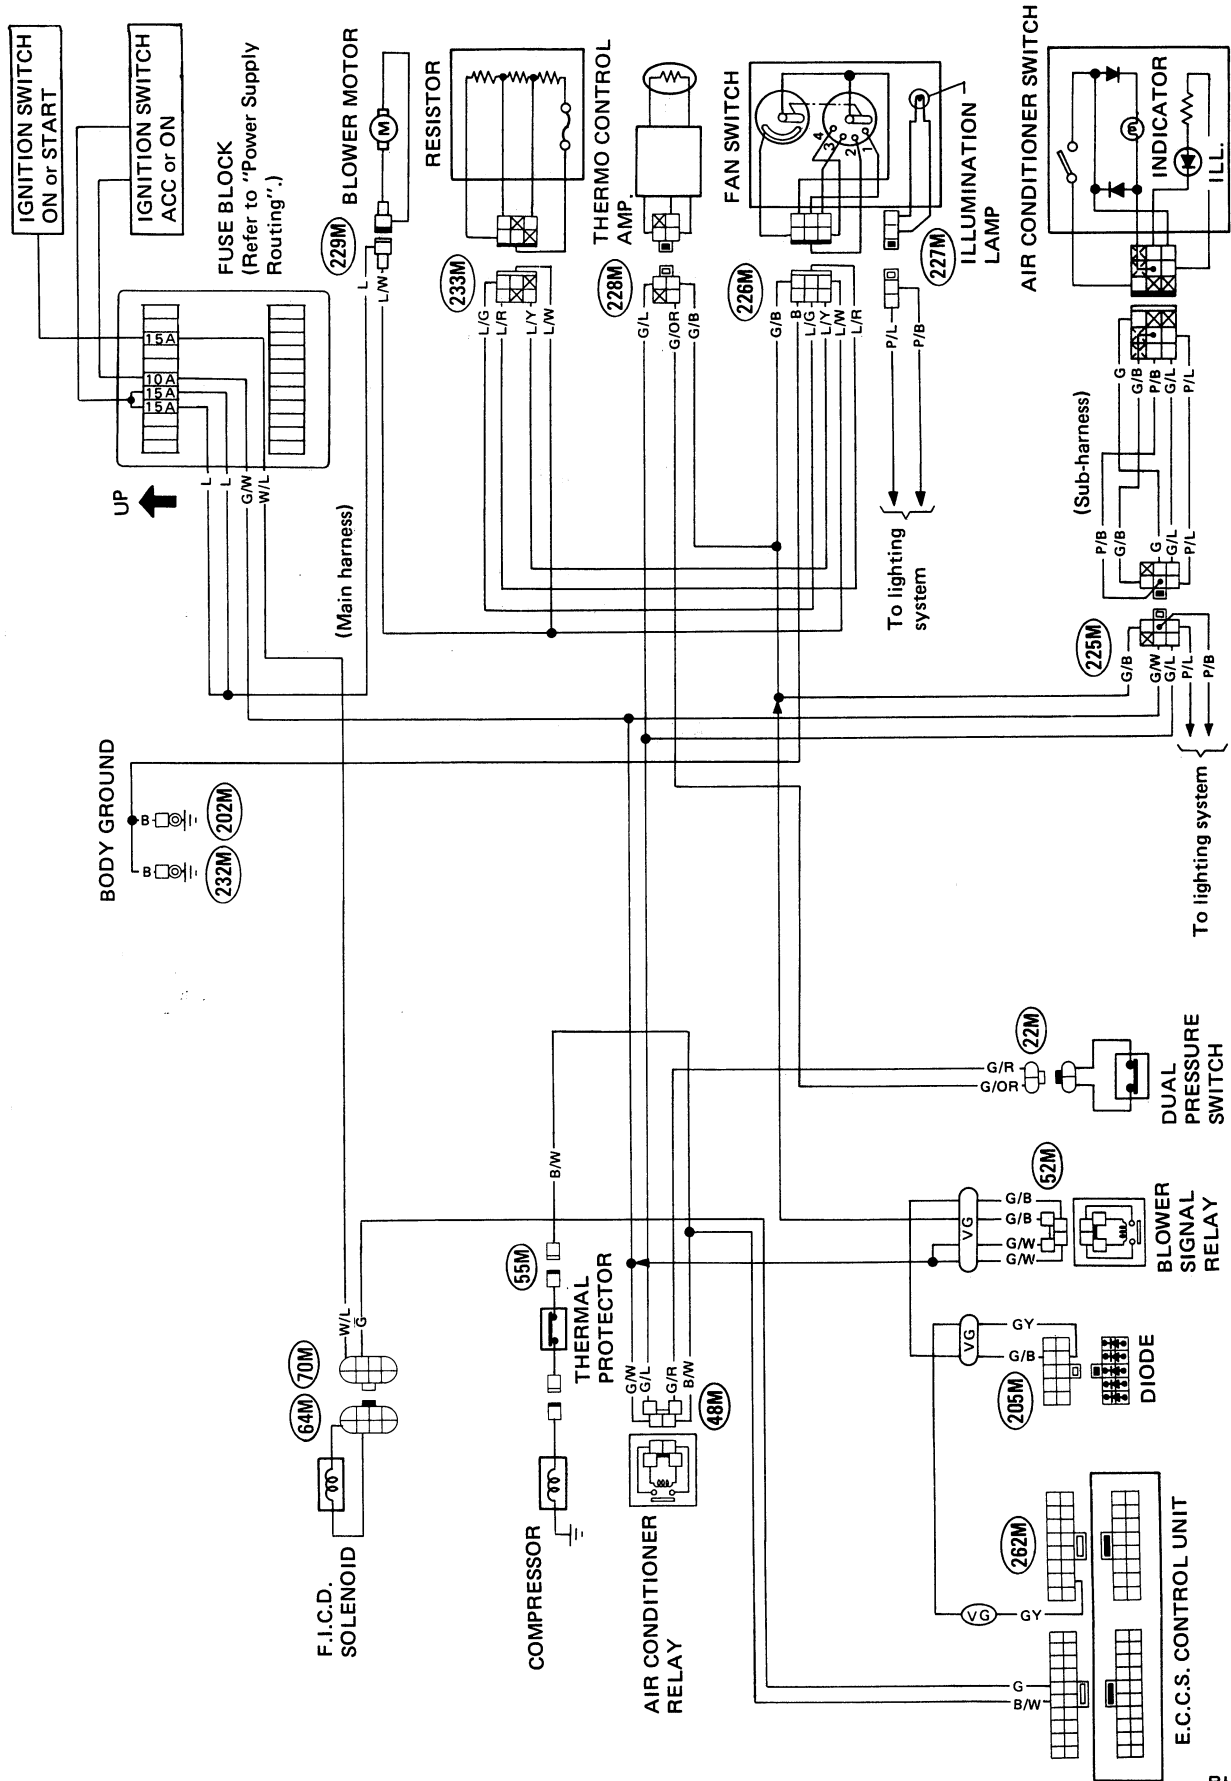 IGNITION SWITCH
ON or START
IGNITION SWITCH
ACC or ON
FUSE BLOCK
(Refer to "Power Supply
Routing".)
15A
10A
15A
15A
UP
L
L
G/W
W/L
BLOWER MOTOR
M
229M
L
L/W
(Main harness)
RESISTOR
233M
L/G
L/R
L/Y
L/W
THERMO CONTROL
AMP.
228M
G/L
G/OR
G/B
FAN SWITCH
4
3
2
1
226M
G/B
B
L/G
L/Y
L/W
L/R
ILLUMINATION
LAMP
227M
P/L
P/B
To lighting
system
AIR CONDITIONER SWITCH
INDICATOR
ILL.
G
G/B
P/B
G/L
P/L
(Sub-harness)
P/B
G/B
G
G/L
P/L
225M
G/B
G/W
G/L
P/L
P/B
To lighting system
BODY GROUND
B
202M
B
232M
22M
G/R
G/OR
DUAL
PRESSURE
SWITCH
52M
G/B
G/B
G/W
G/W
VG
BLOWER
SIGNAL
RELAY
B/W
55M
THERMAL
PROTECTOR
W/L
G
70M
64M
F.I.C.D.
SOLENOID
COMPRESSOR
G/W
G/L
G/R
B/W
48M
AIR CONDITIONER
RELAY
VG
GY
G/B
205M
DIODE
262M
VG
GY
G
B/W
E.C.C.S. CONTROL UNIT